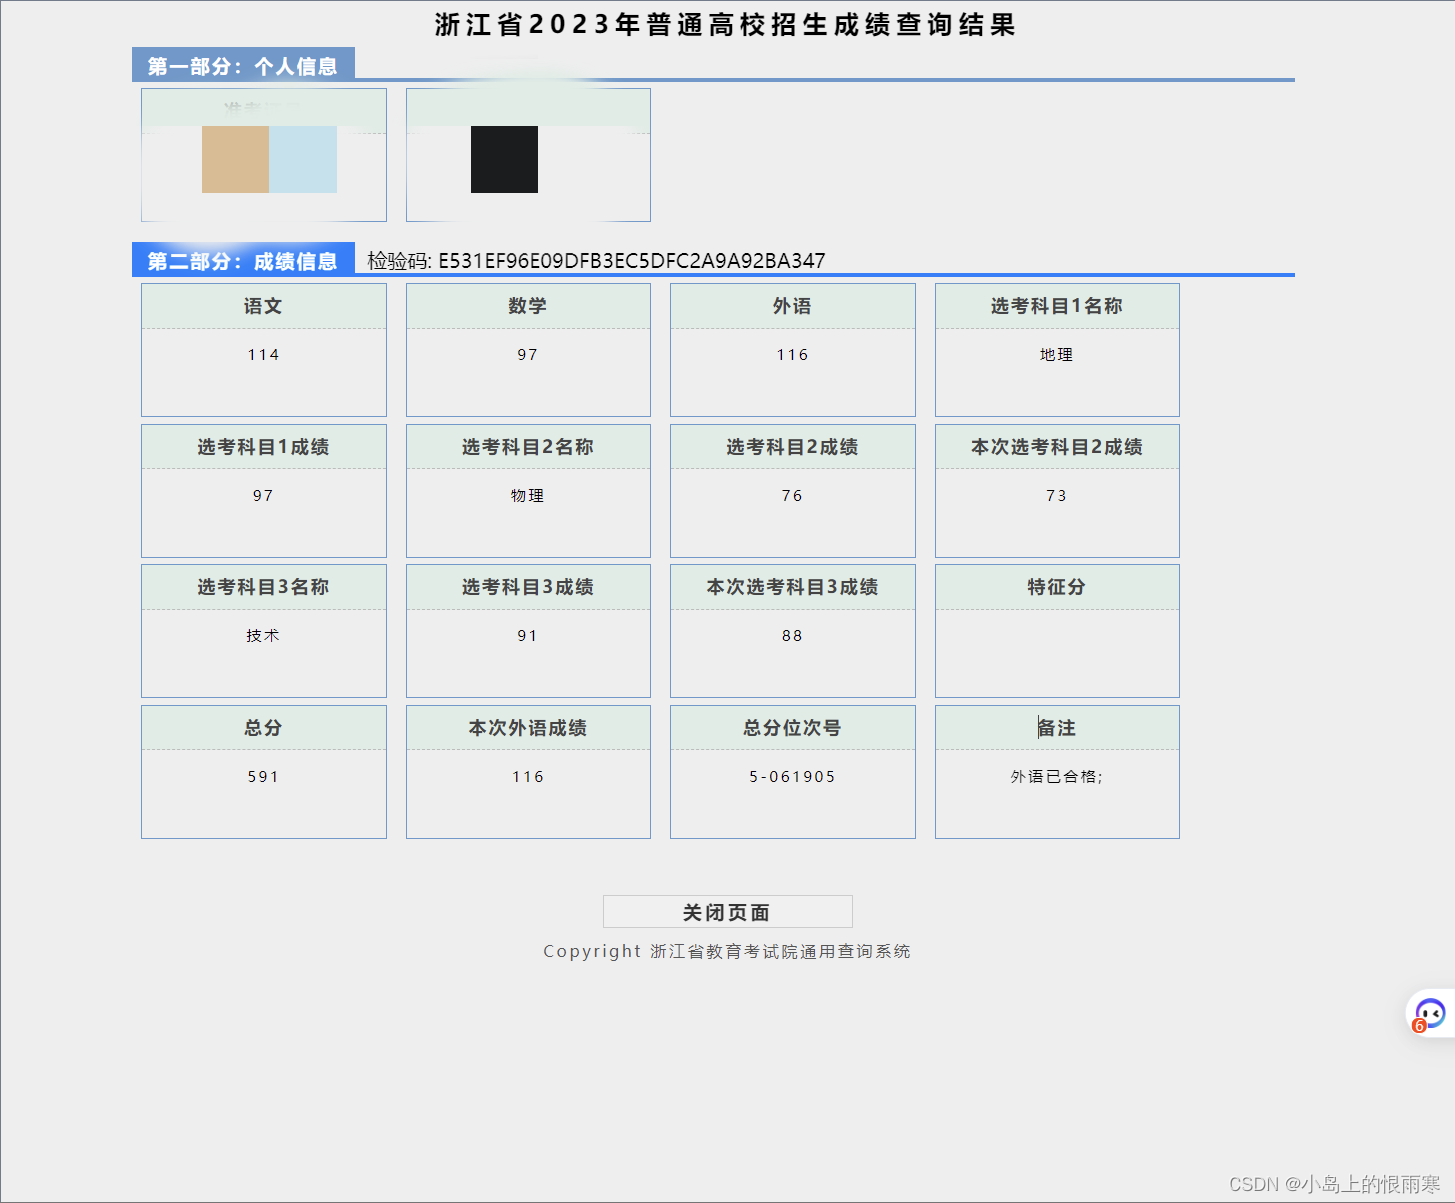 浙江省2023年普通高校招生成绩查询结果
第一部分：个人信息
准考
第二部分：成绩信息 检验码: E531EF96E09DFB3EC5DFC2A9A92BA347
语文 数学 外语 选考科目1名称
114 97 116 地理
选考科目1成绩 选考科目2名称 选考科目2成绩 本次选考科目2成绩
97 物理 76 73
选考科目3名称 选考科目3成绩 本次选考科目3成绩 特征分
技术 91 88
总分 本次外语成绩 总分位次号 备注
591 116 5-061905 外语已合格;
关闭页面
Copyright 浙江省教育考试院通用查询系统
6
CSDN @小岛上的恨雨寒